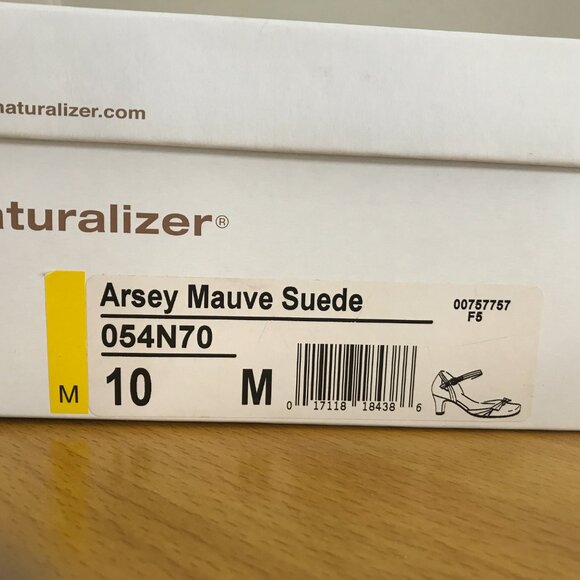 naturalizer.com
naturalizer®
Arsey Mauve Suede
00757757
F5
054N70
M
10 M
0 17118 18438 6